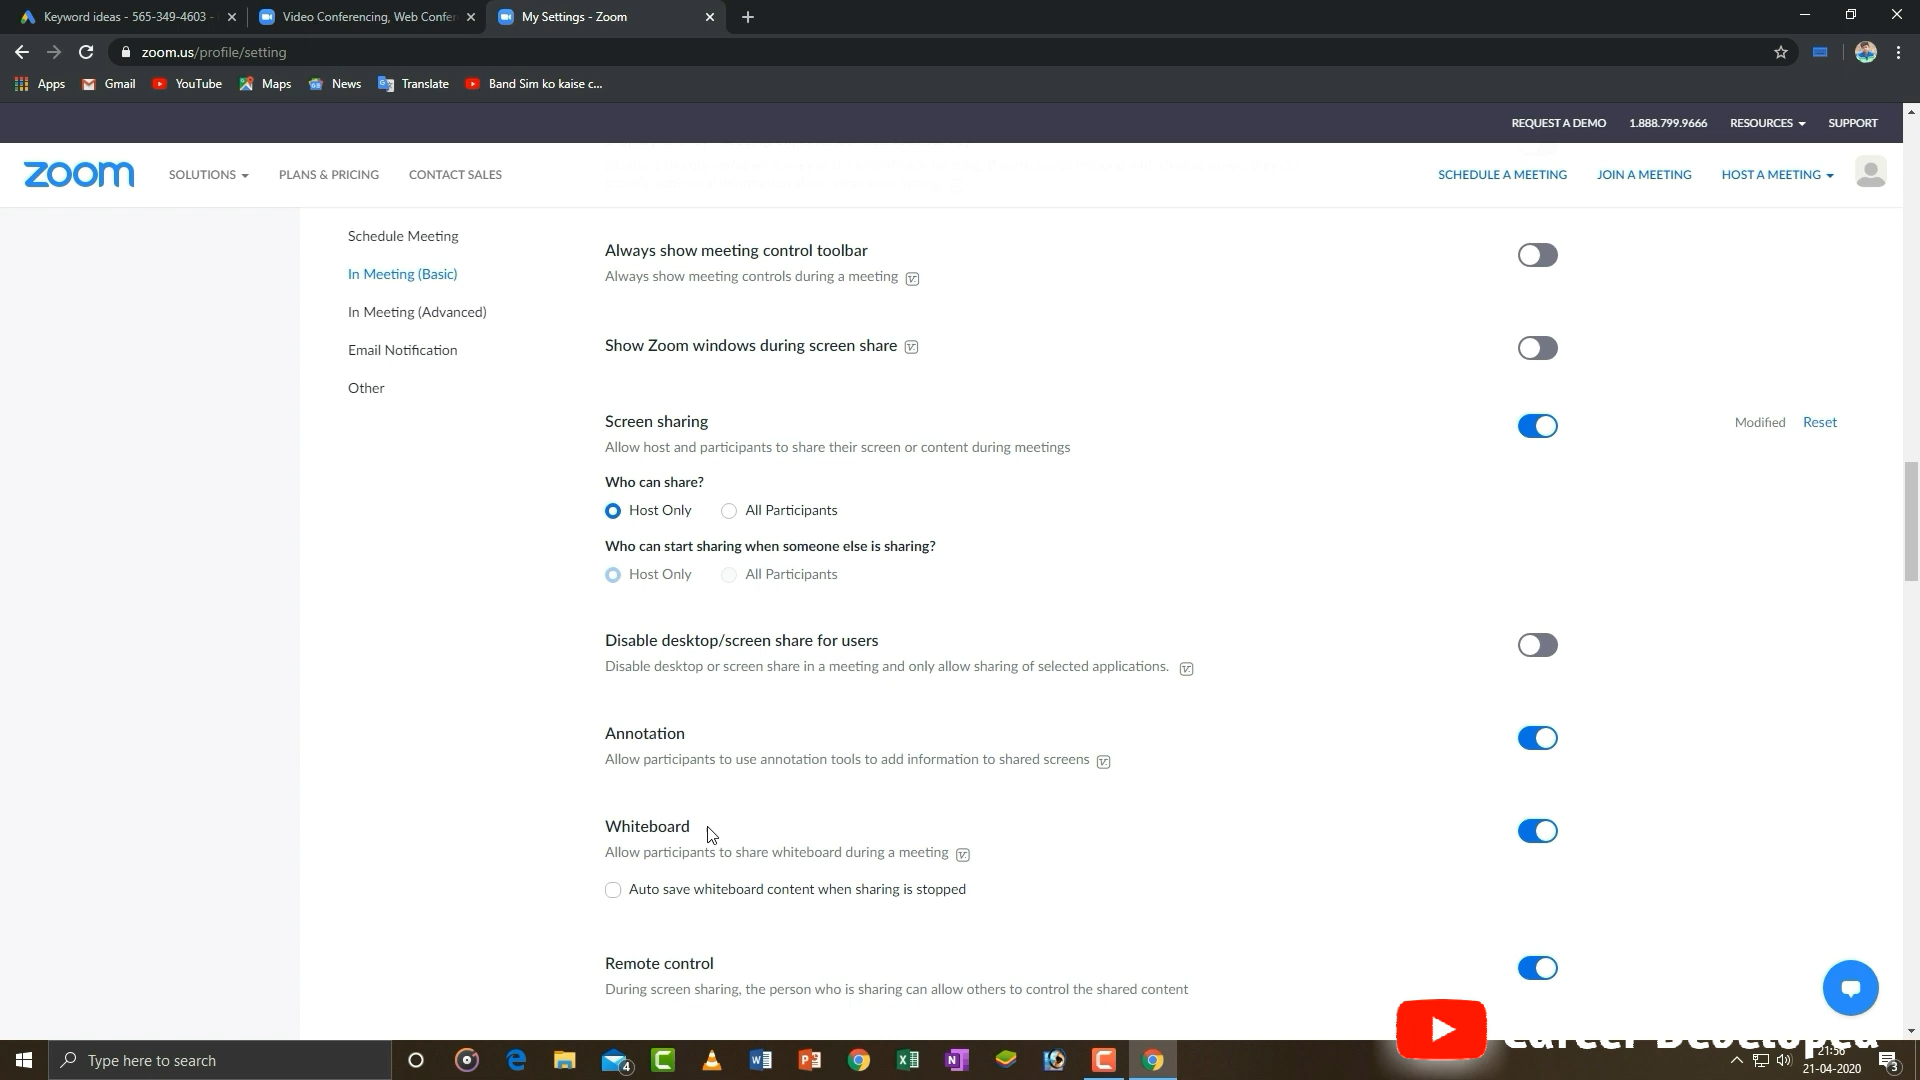 Keyword ideas - 565-349-4603 -
Video Conferencing, Web Confer
My Settings - Zoom
zoom.us/profile/setting
Apps
Gmail
YouTube
Maps
News
Translate
Band Sim ko kaise c...
REQUEST A DEMO
1.888.799.9666
RESOURCES
SUPPORT
zoom
SOLUTIONS
PLANS & PRICING
CONTACT SALES
SCHEDULE A MEETING
JOIN A MEETING
HOST A MEETING
Schedule Meeting
In Meeting (Basic)
In Meeting (Advanced)
Email Notification
Other
Always show meeting control toolbar
Always show meeting controls during a meeting
Show Zoom windows during screen share
Screen sharing
Modified Reset
Allow host and participants to share their screen or content during meetings
Who can share?
Host Only All Participants
Who can start sharing when someone else is sharing?
Host Only All Participants
Disable desktop/screen share for users
Disable desktop or screen share in a meeting and only allow sharing of selected applications.
Annotation
Allow participants to use annotation tools to add information to shared screens
Whiteboard
Allow participants to share whiteboard during a meeting
Auto save whiteboard content when sharing is stopped
Remote control
During screen sharing, the person who is sharing can allow others to control the shared content
Type here to search
4
21:56
21-04-2020
3